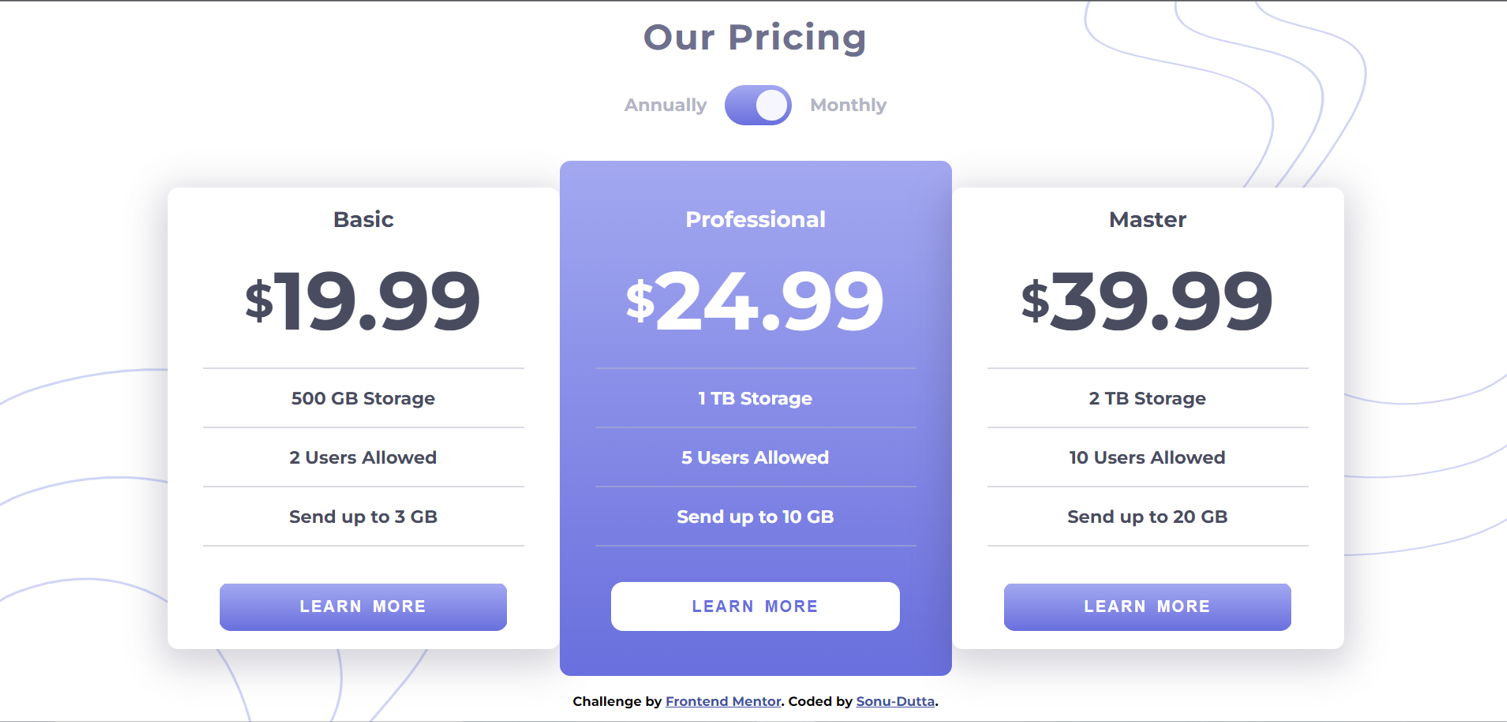 Our Pricing
Annually Monthly
Basic
$19.99
500 GB Storage
2 Users Allowed
Send up to 3 GB
LEARN MORE
Professional
$24.99
1 TB Storage
5 Users Allowed
Send up to 10 GB
LEARN MORE
Master
$39.99
2 TB Storage
10 Users Allowed
Send up to 20 GB
LEARN MORE
Challenge by Frontend Mentor. Coded by Sonu-Dutta.